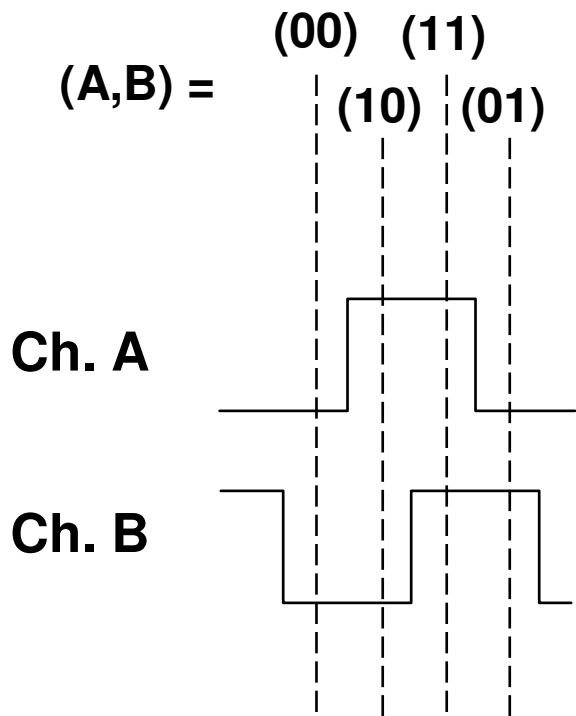 (00) (11)
(A,B) =
(10) (01)
Ch. A
Ch. B